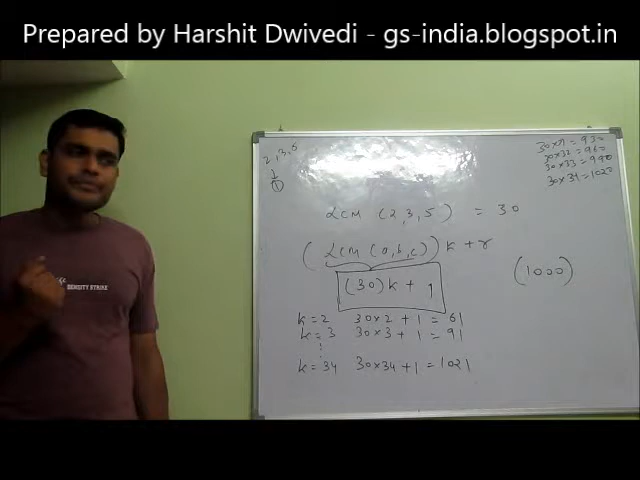 Prepared by Harshit Dwivedi - gs-india.blogspot.in
2,3,5
↓
1
30×31 = 930
30×32 = 960
30×33 = 990
30×34 = 1020
LCM (2,3,5) = 30
(LCM (a,b,c)) k + r
(30)k + 1
(1000)
k = 2 30×2 + 1 = 61
k = 3 30×3 + 1 = 91
⋮
k = 34 30×34 + 1 = 1021
DENSITY STRIKE